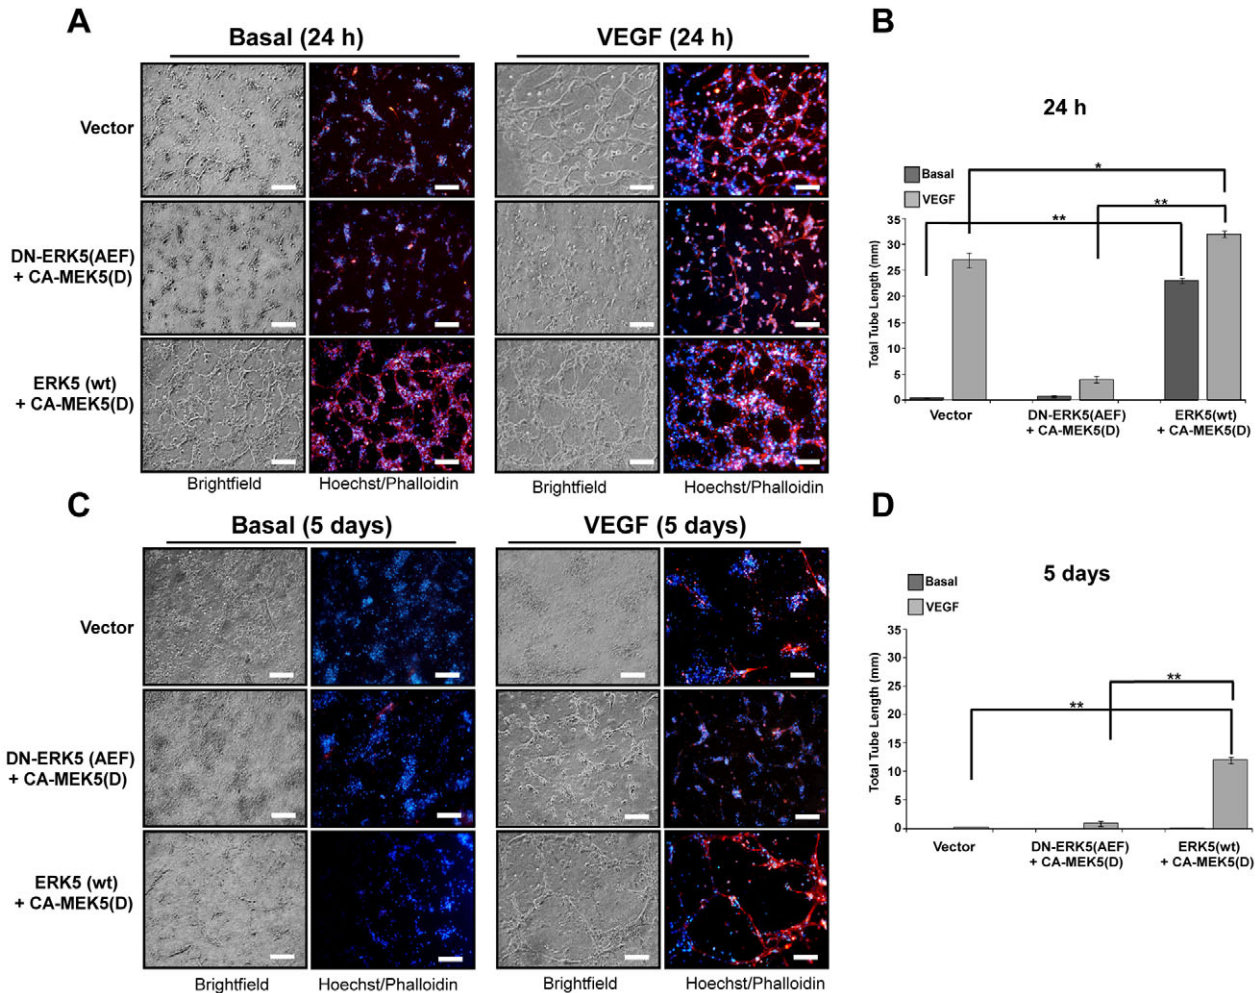 A
Basal (24 h)
VEGF (24 h)
Vector
DN-ERK5(AEF)
+ CA-MEK5(D)
ERK5 (wt)
+ CA-MEK5(D)
Brightfield
Hoechst/Phalloidin
Brightfield
Hoechst/Phalloidin
B
24 h
Basal
VEGF
*
**
**
Total Tube Length (mm)
35
30
25
20
15
10
5
0
Vector
DN-ERK5(AEF)
+ CA-MEK5(D)
ERK5(wt)
+ CA-MEK5(D)
C
Basal (5 days)
VEGF (5 days)
Vector
DN-ERK5 (AEF)
+ CA-MEK5(D)
ERK5 (wt)
+ CA-MEK5(D)
Brightfield
Hoechst/Phalloidin
Brightfield
Hoechst/Phalloidin
D
5 days
Basal
VEGF
**
**
Total Tube Length (mm)
35
30
25
20
15
10
5
0
Vector
DN-ERK5(AEF)
+ CA-MEK5(D)
ERK5(wt)
+ CA-MEK5(D)